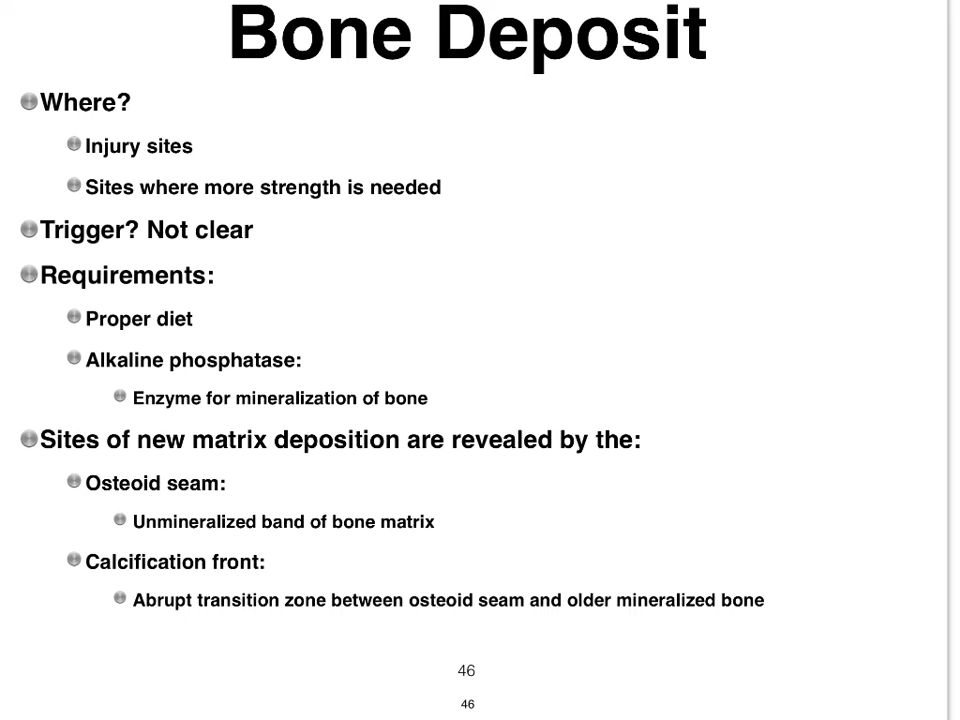 Bone Deposit
Where?
Injury sites
Sites where more strength is needed
Trigger? Not clear
Requirements:
Proper diet
Alkaline phosphatase:
Enzyme for mineralization of bone
Sites of new matrix deposition are revealed by the:
Osteoid seam:
Unmineralized band of bone matrix
Calcification front:
Abrupt transition zone between osteoid seam and older mineralized bone
46
46